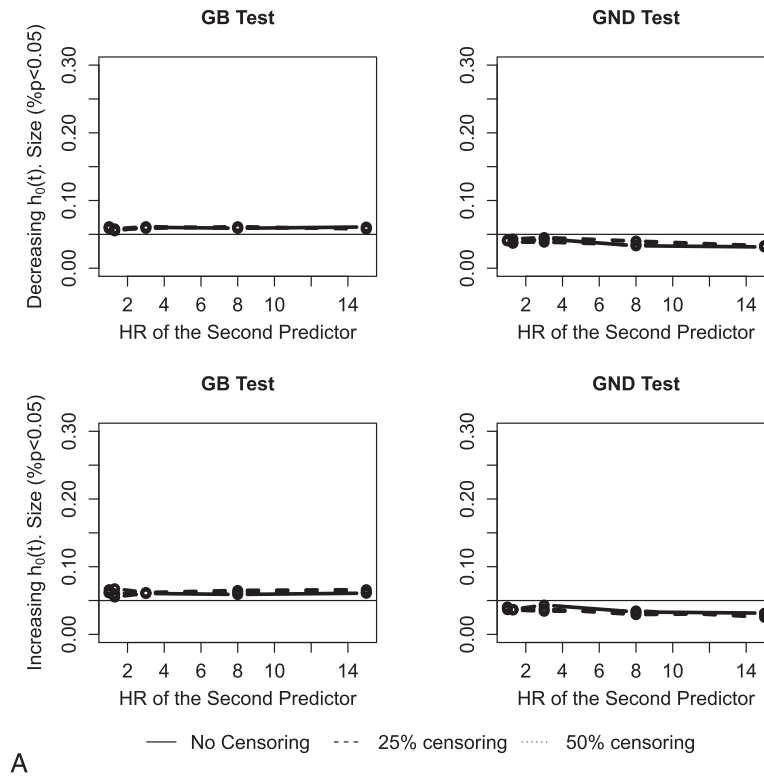 GB Test
GND Test
Decreasing h₀(t). Size (%p<0.05)
0.30
0.20
0.10
0.00
0.30
0.20
0.10
0.00
2 4 6 8 10 14
2 4 6 8 10 14
HR of the Second Predictor
HR of the Second Predictor
GB Test
GND Test
Increasing h₀(t). Size (%p<0.05)
0.30
0.20
0.10
0.00
0.30
0.20
0.10
0.00
2 4 6 8 10 14
2 4 6 8 10 14
HR of the Second Predictor
HR of the Second Predictor
No Censoring 25% censoring 50% censoring
A